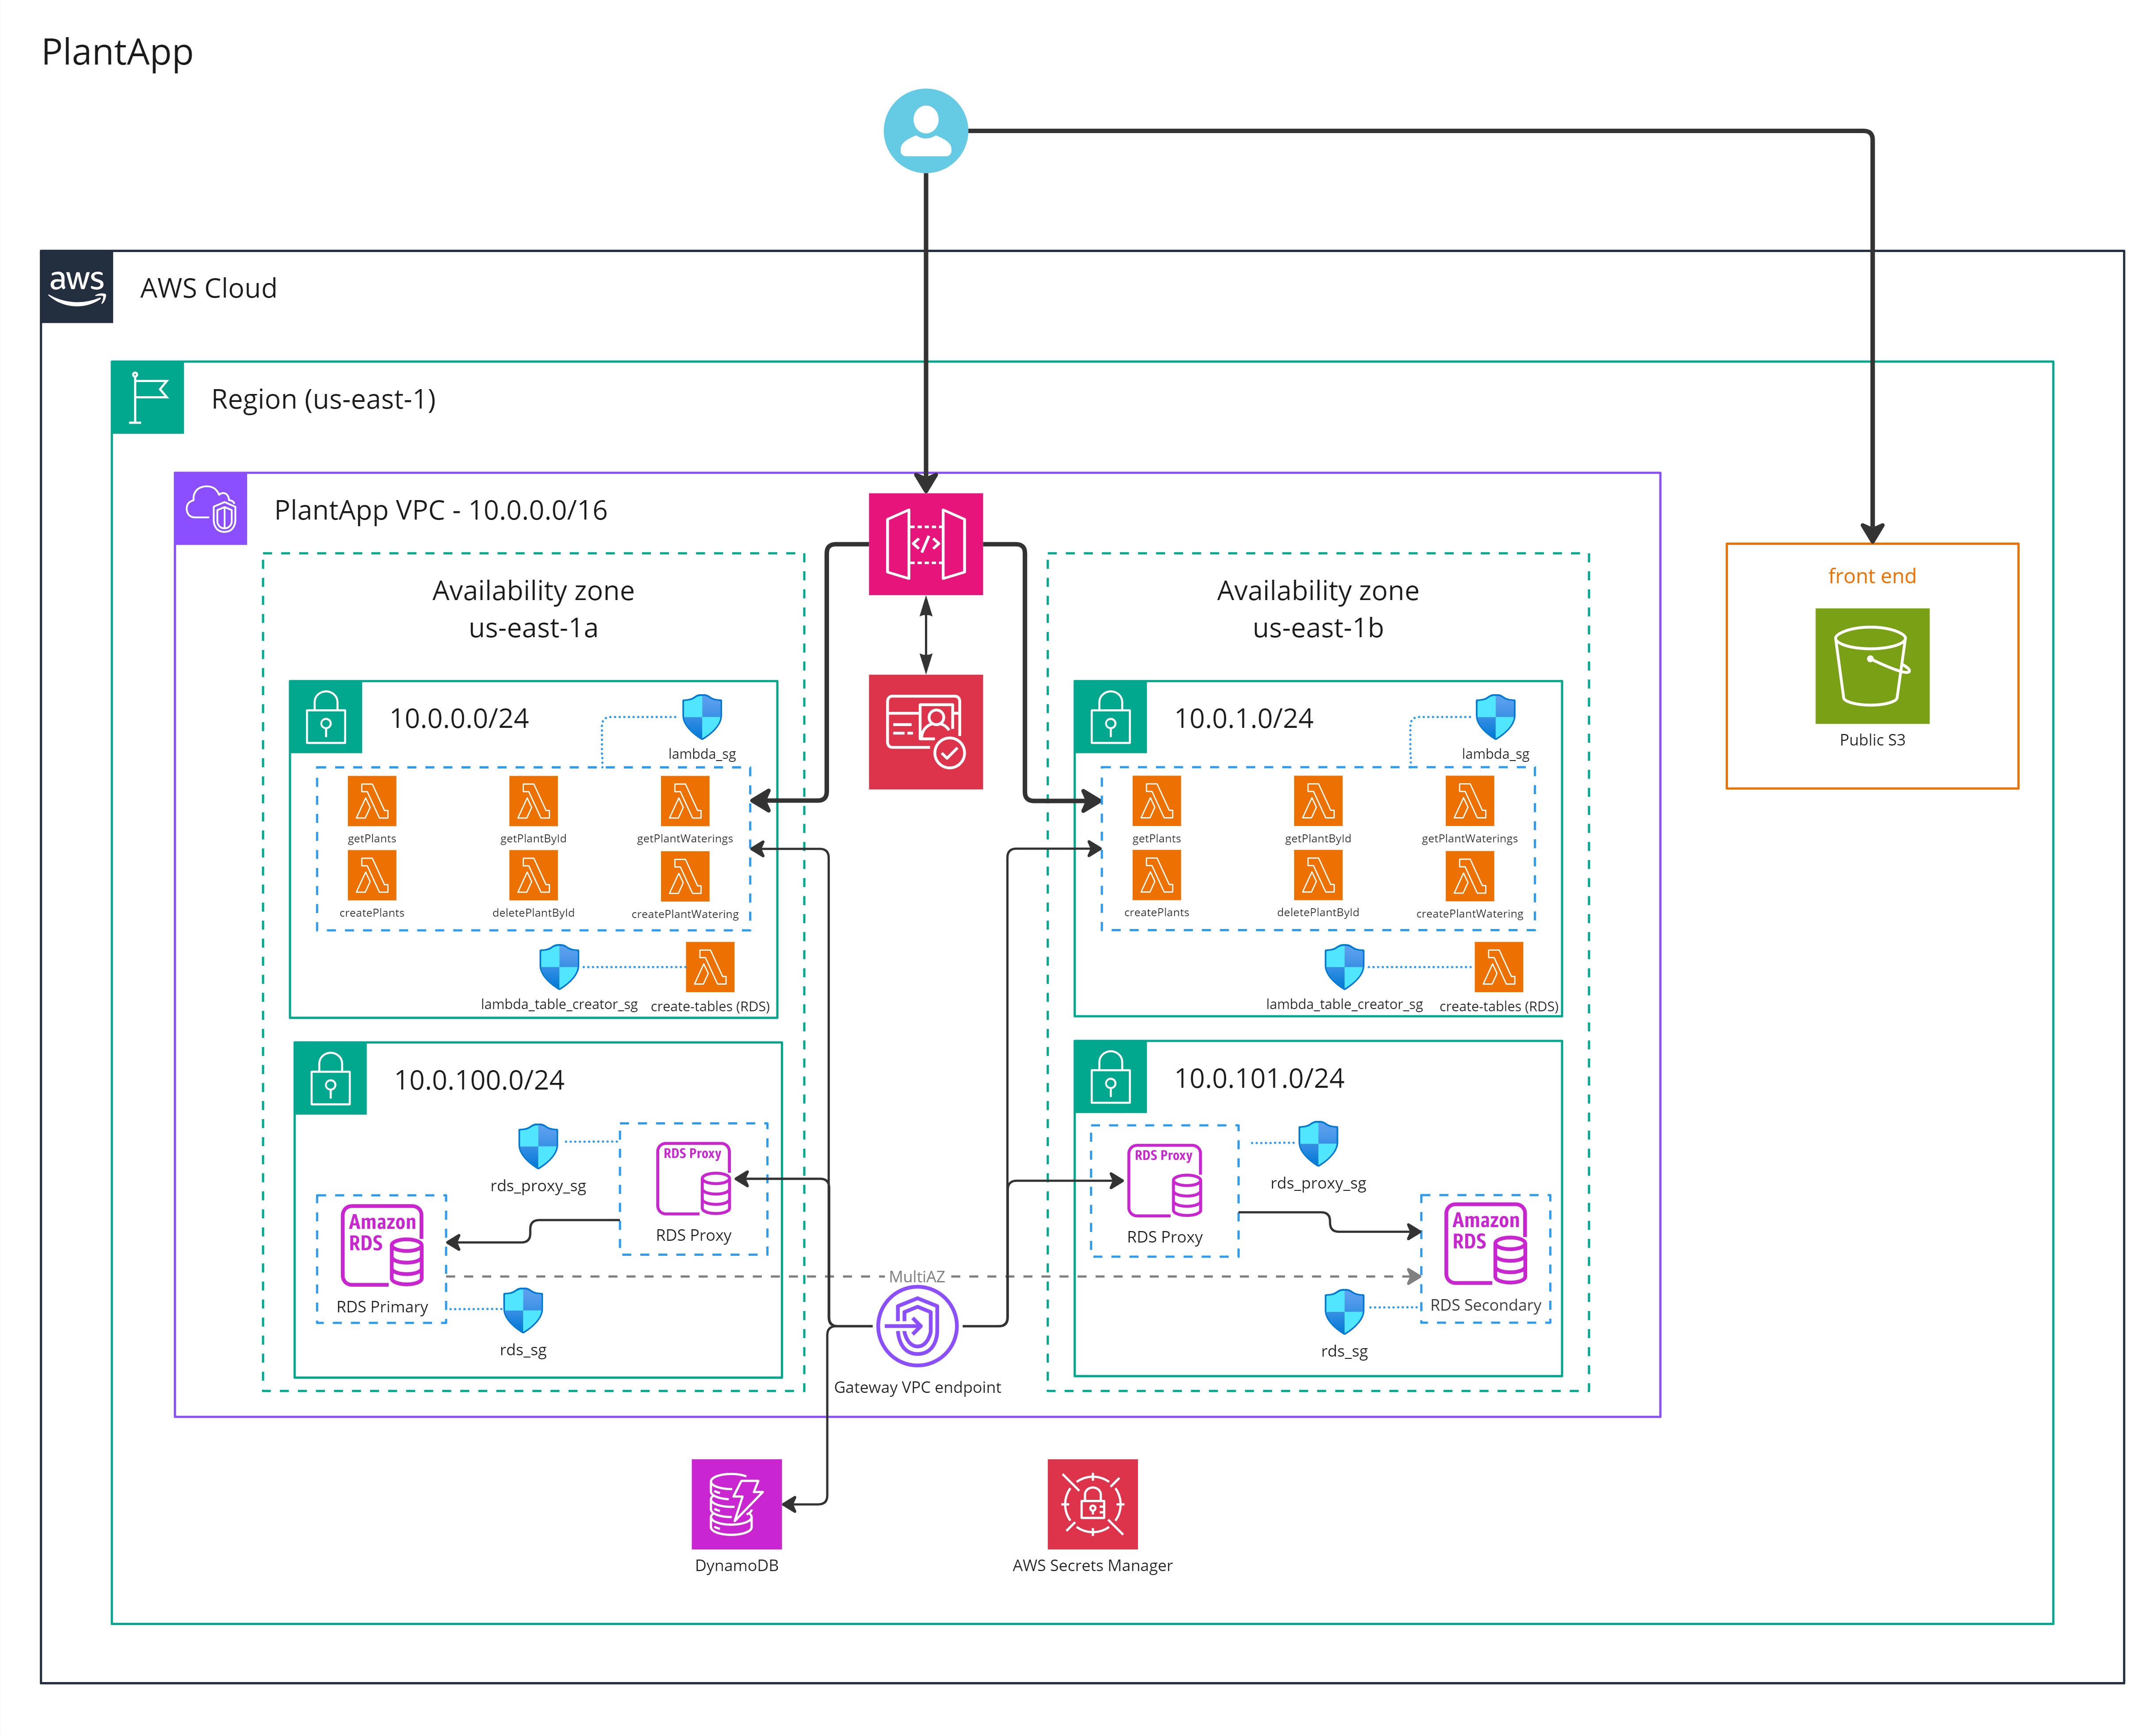 PlantApp
aws
AWS Cloud
Region (us-east-1)
PlantApp VPC - 10.0.0.0/16
</>
Availability zone
us-east-1a
Availability zone
us-east-1b
front end
Public S3
10.0.0.0/24
lambda_sg
getPlants
getPlantById
getPlantWaterings
createPlants
deletePlantById
createPlantWatering
lambda_table_creator_sg
create-tables (RDS)
10.0.1.0/24
lambda_sg
getPlants
getPlantById
getPlantWaterings
createPlants
deletePlantById
createPlantWatering
lambda_table_creator_sg
create-tables (RDS)
10.0.100.0/24
rds_proxy_sg
RDS Proxy
RDS Proxy
Amazon
RDS
RDS Primary
rds_sg
MultiAZ
Gateway VPC endpoint
10.0.101.0/24
RDS Proxy
RDS Proxy
rds_proxy_sg
Amazon
RDS
RDS Secondary
rds_sg
DynamoDB
AWS Secrets Manager